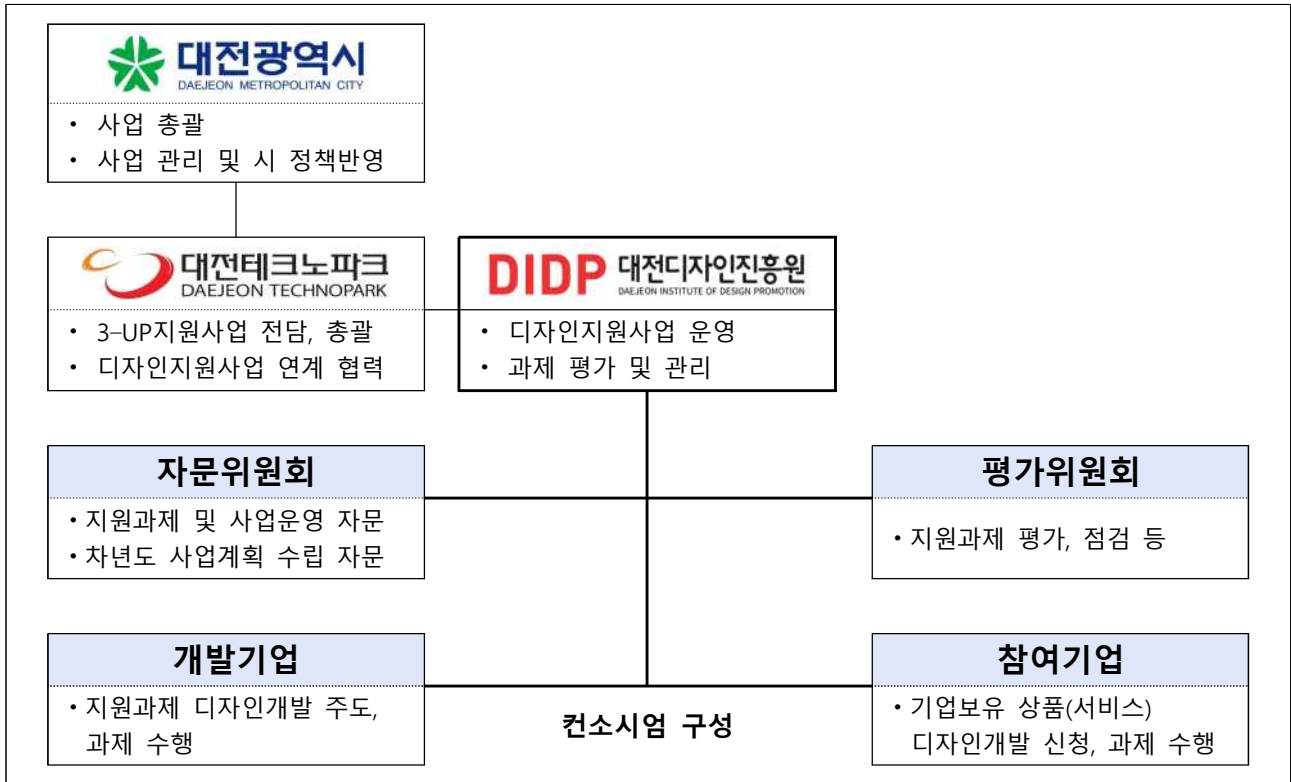 대전광역시
DAEJEON METROPOLITAN CITY
• 사업 총괄
• 사업 관리 및 시 정책반영
대전테크노파크
DAEJEON TECHNOPARK
• 3-UP지원사업 전담, 총괄
• 디자인지원사업 연계 협력
DIDP 대전디자인진흥원
DAEJEON INSTITUTE OF DESIGN PROMOTION
• 디자인지원사업 운영
• 과제 평가 및 관리
자문위원회
• 지원과제 및 사업운영 자문
• 차년도 사업계획 수립 자문
평가위원회
• 지원과제 평가, 점검 등
개발기업
• 지원과제 디자인개발 주도,
과제 수행
컨소시엄 구성
참여기업
• 기업보유 상품(서비스)
디자인개발 신청, 과제 수행